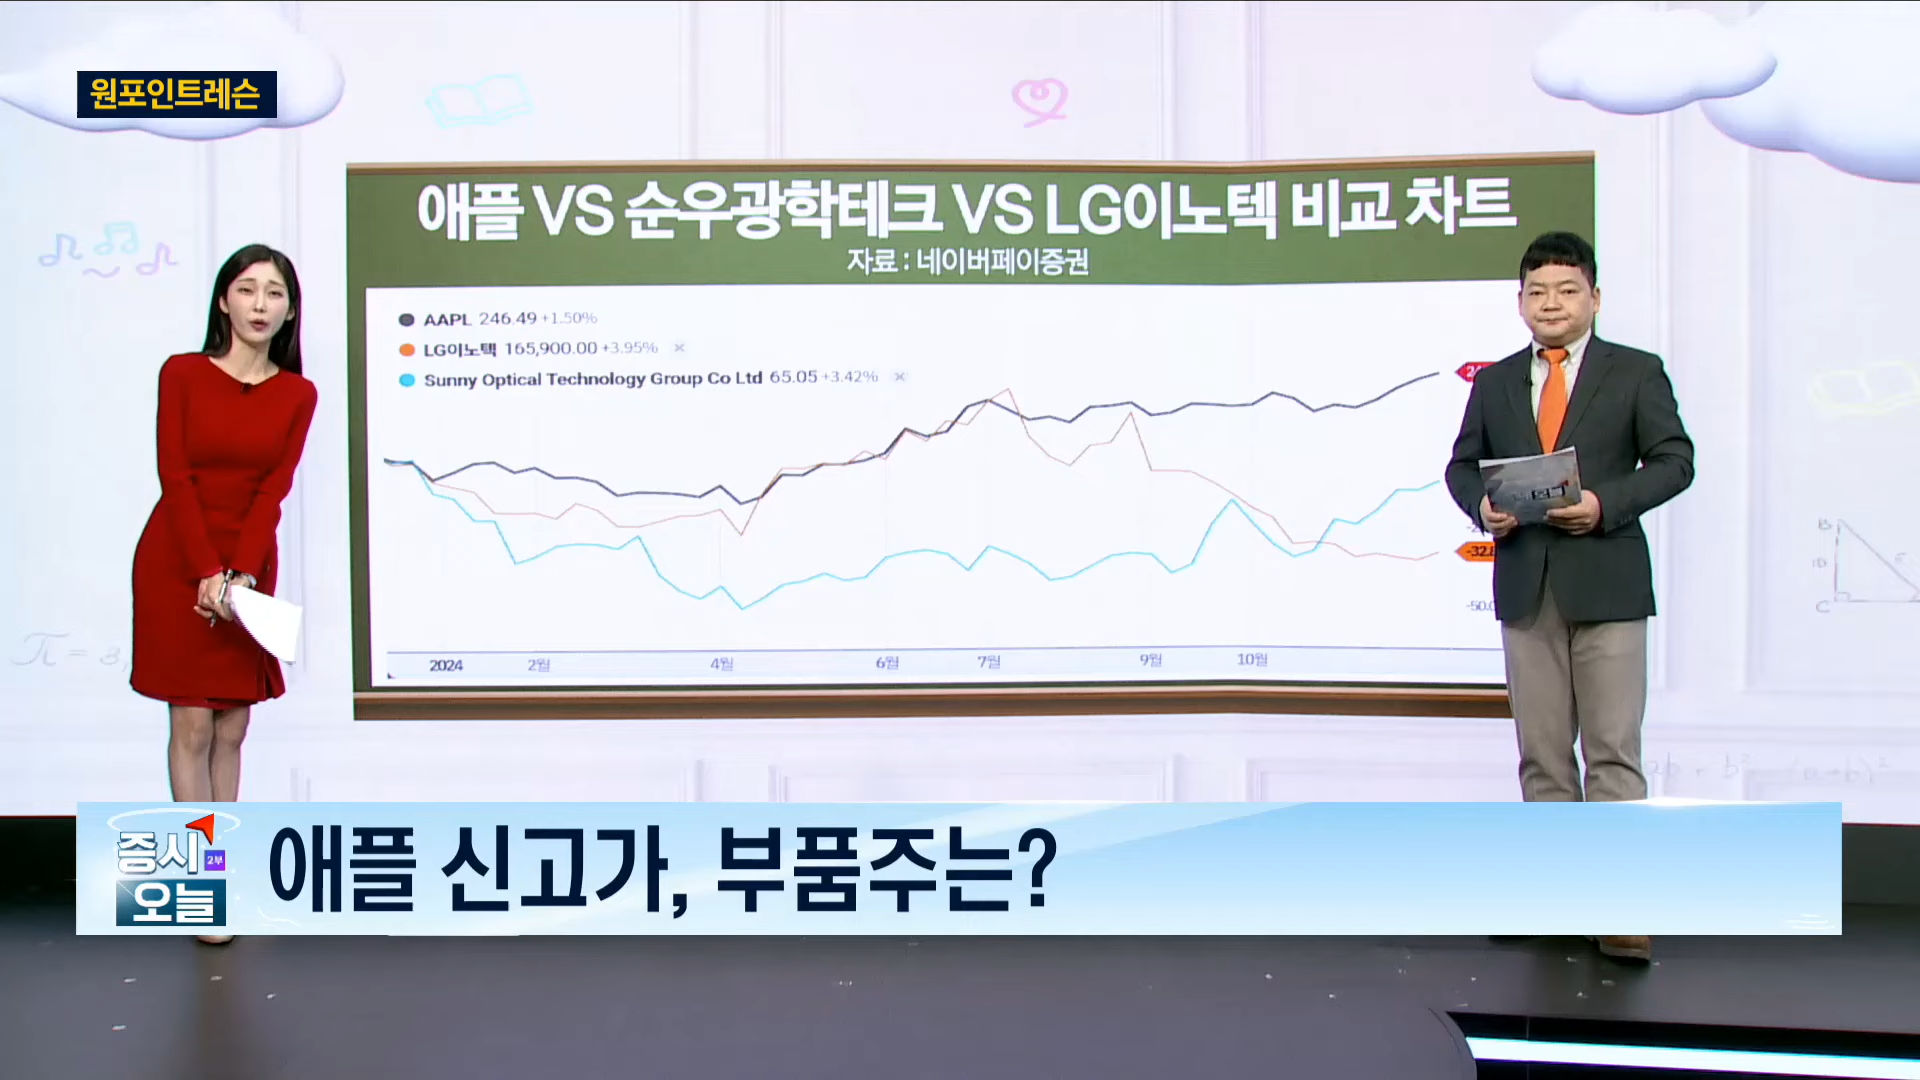 원포인트레슨
애플 VS 순우광학테크 VS LG이노텍 비교 차트
자료 : 네이버페이증권
AAPL 246.49 +1.50%
LG이노텍 165,900.00 +3.95% ×
Sunny Optical Technology Group Co Ltd 65.05 +3.42% ×
2024 2월 4월 6월 7월 9월 10월
증시 2부
오늘
애플 신고가, 부품주는?